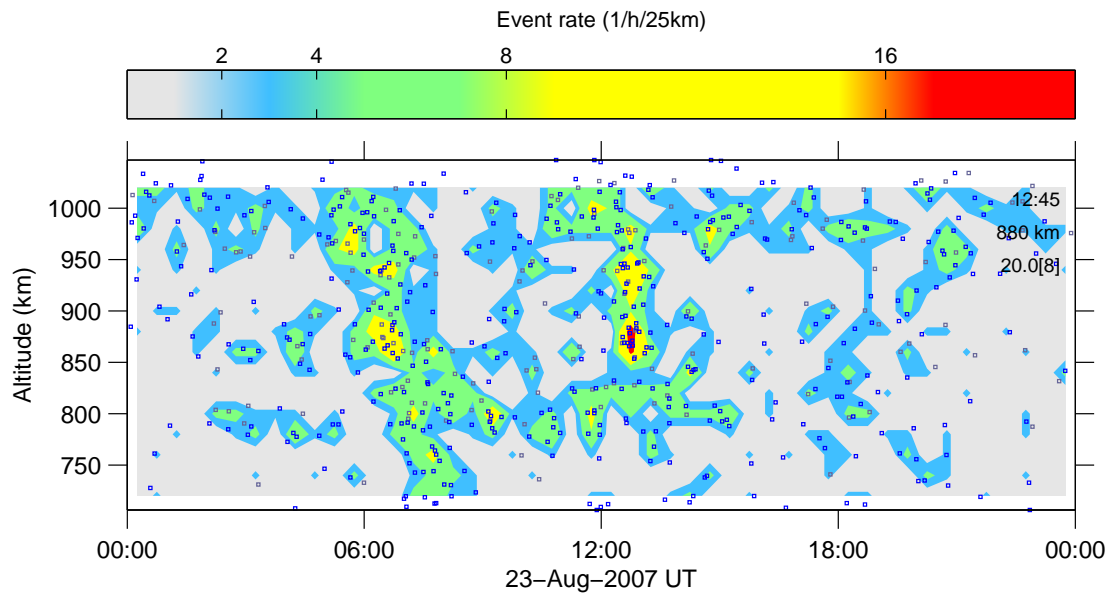 Event rate (1/h/25km)
2 4 8 16
12:45
880 km
20.0[8]
1000
950
900
850
800
750
Altitude (km)
00:00 06:00 12:00 18:00 00:00
23−Aug−2007 UT